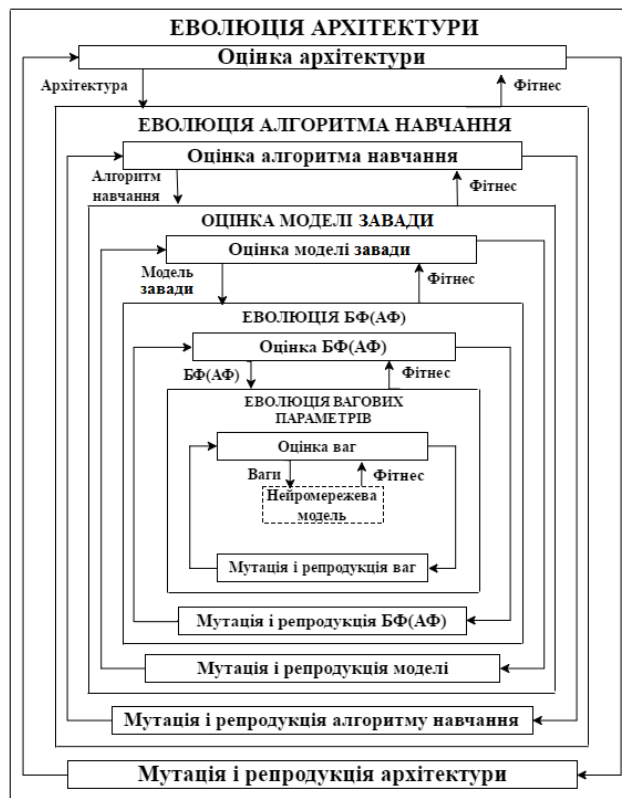 ЕВОЛЮЦІЯ АРХІТЕКТУРИ
Оцінка архітектури
Архітектура
Фітнес
ЕВОЛЮЦІЯ АЛГОРИТМА НАВЧАННЯ
Оцінка алгоритма навчання
Алгоритм
навчання
Фітнес
ОЦІНКА МОДЕЛІ ЗАВАДИ
Оцінка моделі завади
Модель
завади
Фітнес
ЕВОЛЮЦІЯ БФ(АФ)
Оцінка БФ(АФ)
БФ(АФ)
Фітнес
ЕВОЛЮЦІЯ ВАГОВИХ
ПАРАМЕТРІВ
Оцінка ваг
Ваги
Фітнес
Нейромережева
модель
Мутація і репродукція ваг
Мутація і репродукція БФ(АФ)
Мутація і репродукція моделі
Мутація і репродукція алгоритму навчання
Мутація і репродукція архітектури